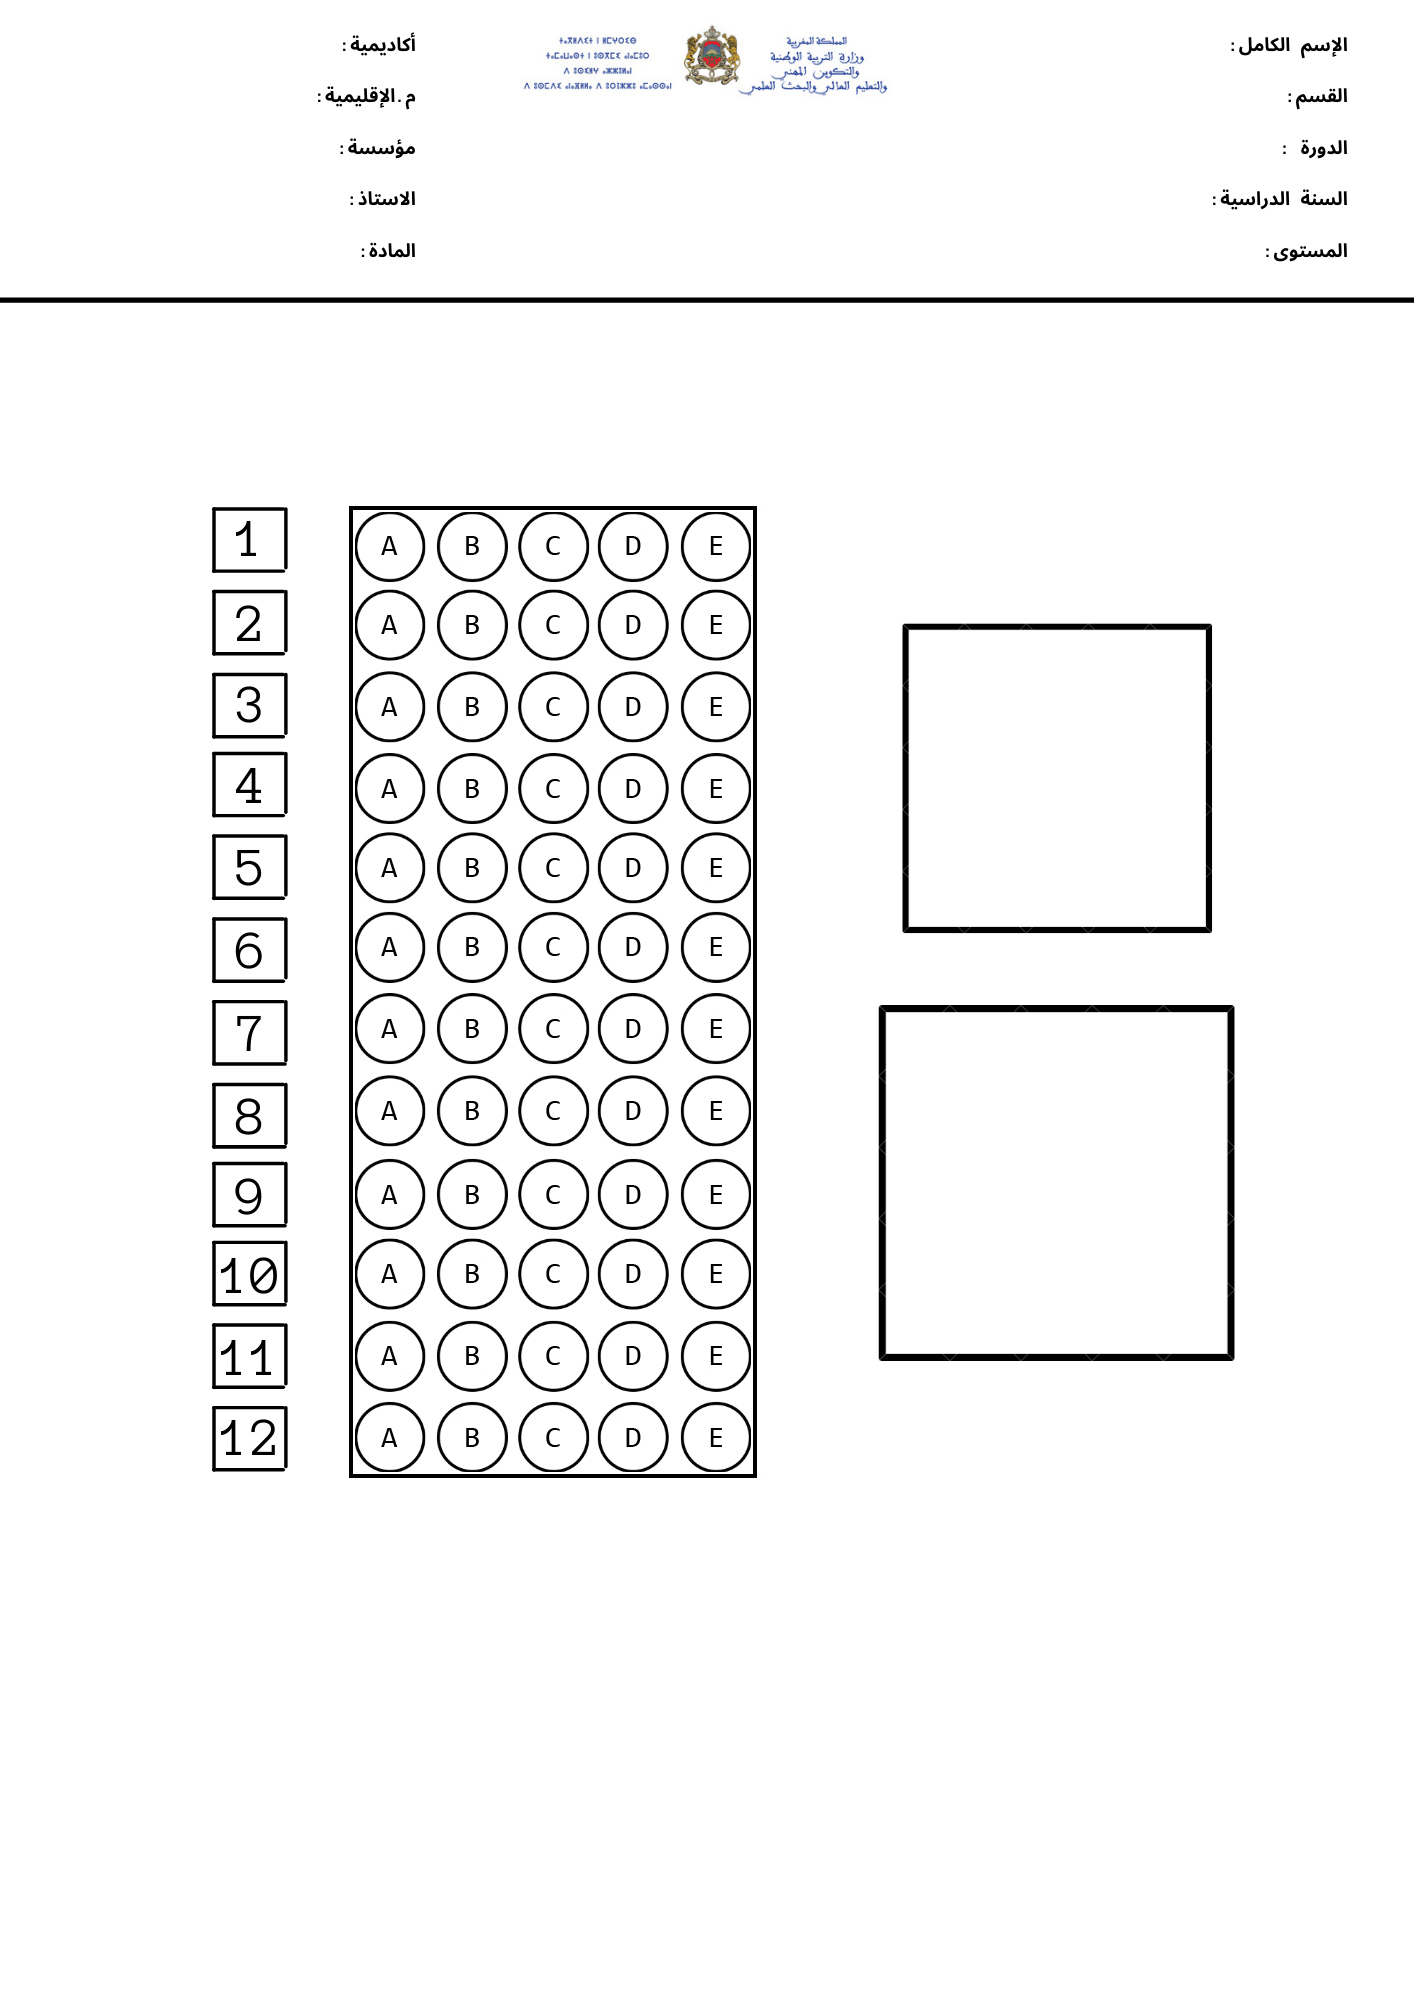 الإسم الكامل :
القسم :
الدورة :
السنة الدراسية :
المستوى :
المملكة المغربية
وزارة التربية الوطنية
والتكوين المهني
والتعليم العالي والبحث العلمي
أكاديمية :
م.الإقليمية :
مؤسسة :
الاستاذ :
المادة :
1 A B C D E
2 A B C D E
3 A B C D E
4 A B C D E
5 A B C D E
6 A B C D E
7 A B C D E
8 A B C D E
9 A B C D E
10 A B C D E
11 A B C D E
12 A B C D E